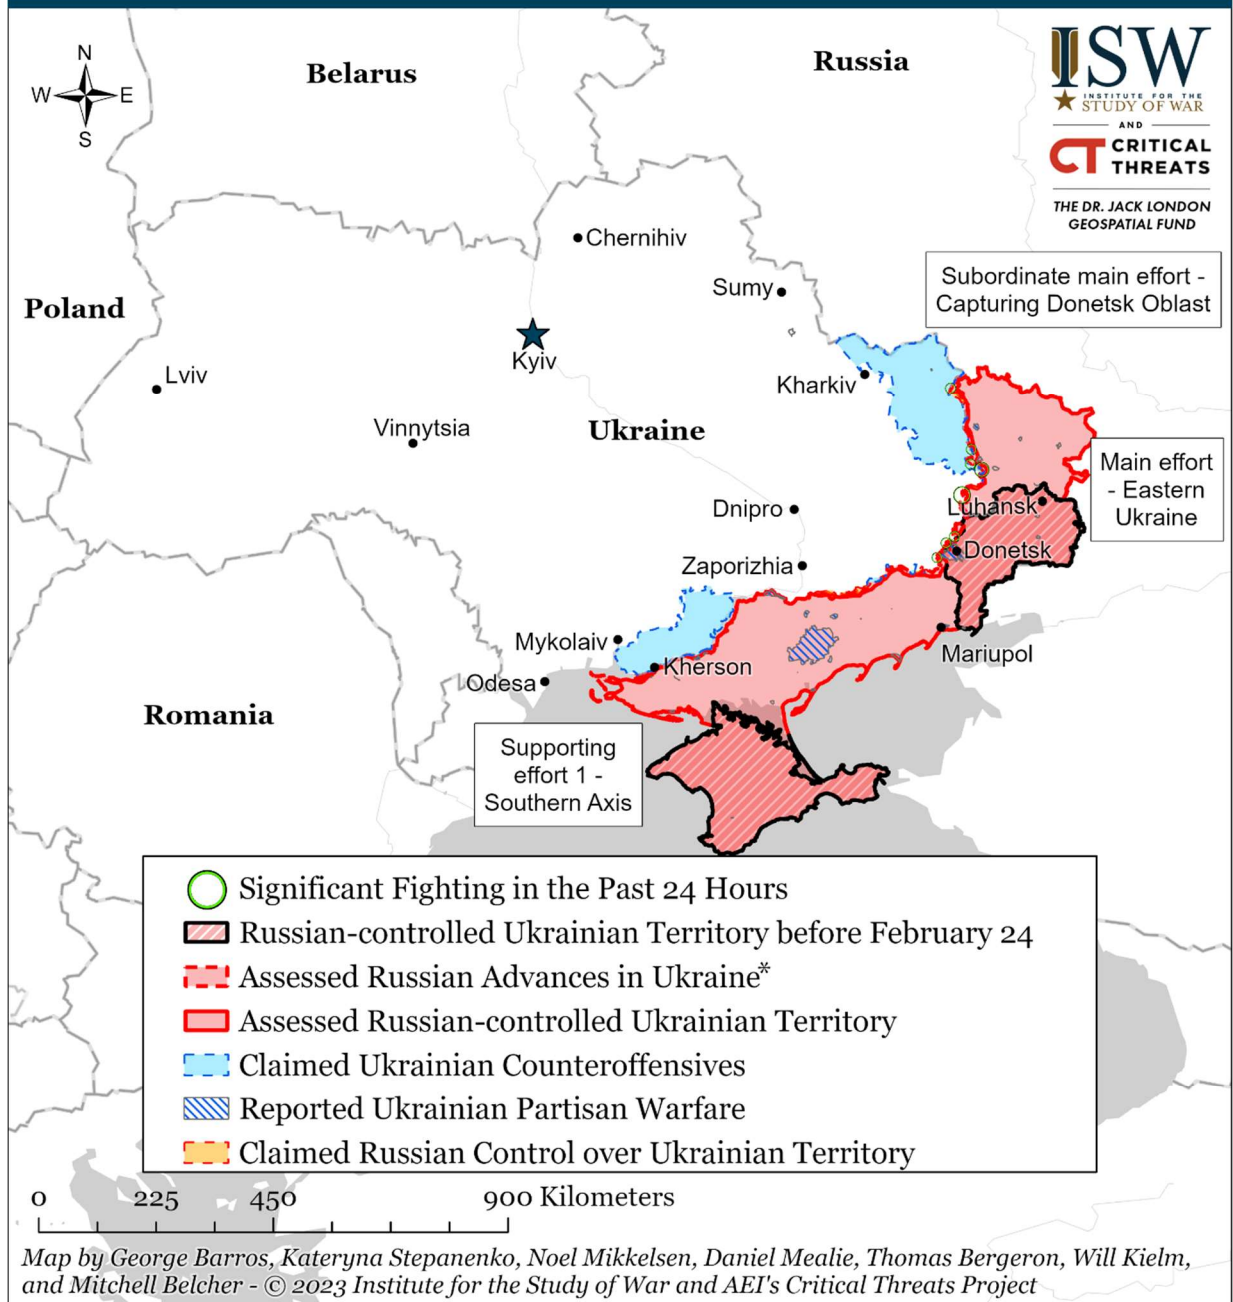 N
W
E
S
Belarus
Russia
ISW
INSTITUTE FOR THE
STUDY OF WAR
AND
CT CRITICAL
THREATS
THE DR. JACK LONDON
GEOSPATIAL FUND
Chernihiv
Sumy
Subordinate main effort -
Capturing Donetsk Oblast
Poland
Kyiv
Lviv
Kharkiv
Vinnytsia
Ukraine
Main effort
- Eastern
Ukraine
Dnipro
Luhansk
Donetsk
Zaporizhia
Mykolaiv
Mariupol
Kherson
Odesa
Romania
Supporting
effort 1 -
Southern Axis
Significant Fighting in the Past 24 Hours
Russian-controlled Ukrainian Territory before February 24
Assessed Russian Advances in Ukraine*
Assessed Russian-controlled Ukrainian Territory
Claimed Ukrainian Counteroffensives
Reported Ukrainian Partisan Warfare
Claimed Russian Control over Ukrainian Territory
0 225 450 900 Kilometers
Map by George Barros, Kateryna Stepanenko, Noel Mikkelsen, Daniel Mealie, Thomas Bergeron, Will Kielm,
and Mitchell Belcher - © 2023 Institute for the Study of War and AEI's Critical Threats Project